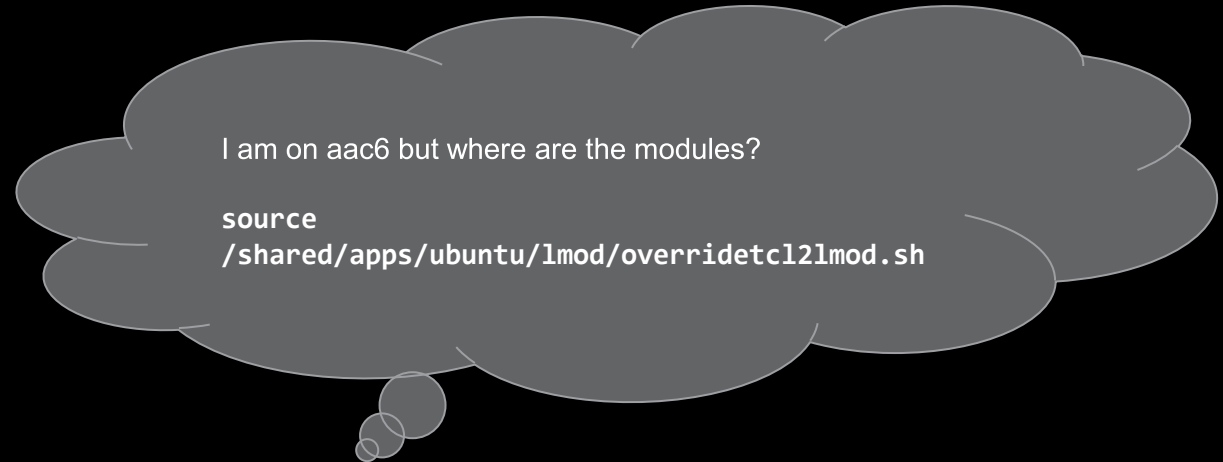 I am on aac6 but where are the modules?
source
/shared/apps/ubuntu/lmod/overridetcl2lmod.sh